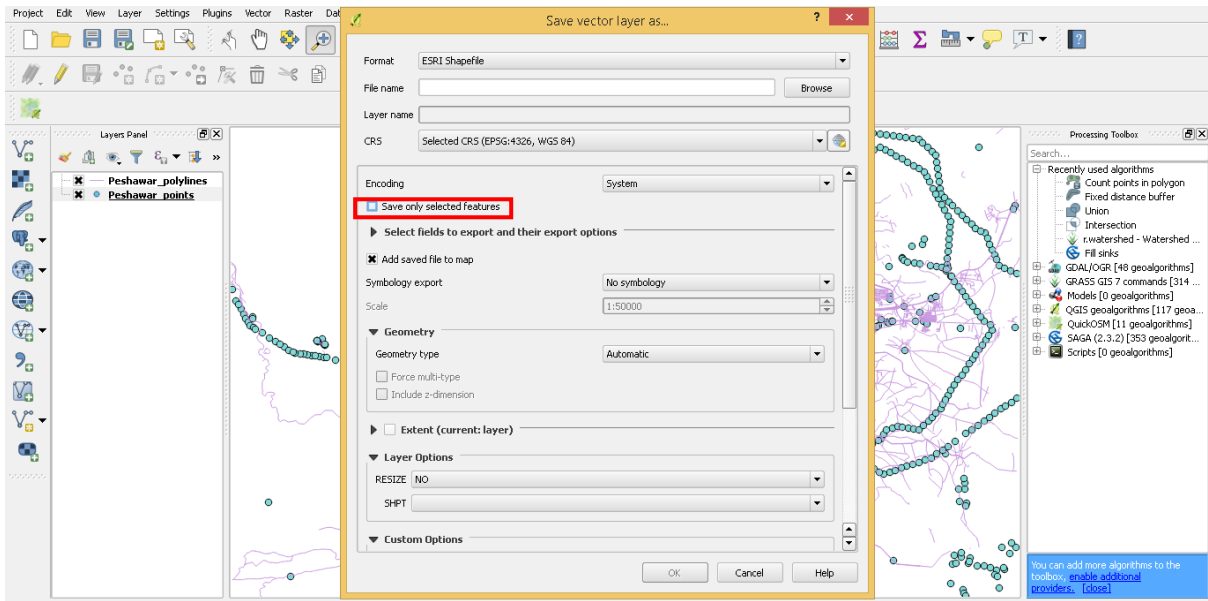 Project Edit View Layer Settings Plugins Vector Raster Dat
Save vector layer as...
? ×
Format ESRI Shapefile
File name Browse
Layer name
CRS Selected CRS (EPSG:4326, WGS 84)
Encoding System
Save only selected features
Select fields to export and their export options
Add saved file to map
Symbology export No symbology
Scale 1:50000
Geometry
Geometry type Automatic
Force multi-type
Include z-dimension
Extent (current: layer)
Layer Options
RESIZE NO
SHPT
Custom Options
OK Cancel Help
Layers Panel
Peshawar_polylines
Peshawar_points
Processing Toolbox
Search...
Recently used algorithms
Count points in polygon
Fixed distance buffer
Union
Intersection
r.watershed - Watershed ...
Fill sinks
GDAL/OGR [48 geoalgorithms]
GRASS GIS 7 commands [314 ...
Models [0 geoalgorithms]
QGIS geoalgorithms [117 geoa...
QuickOSM [11 geoalgorithms]
SAGA (2.3.2) [353 geoalgorit...
Scripts [0 geoalgorithms]
You can add more algorithms to the
toolbox, enable additional
providers. [close]